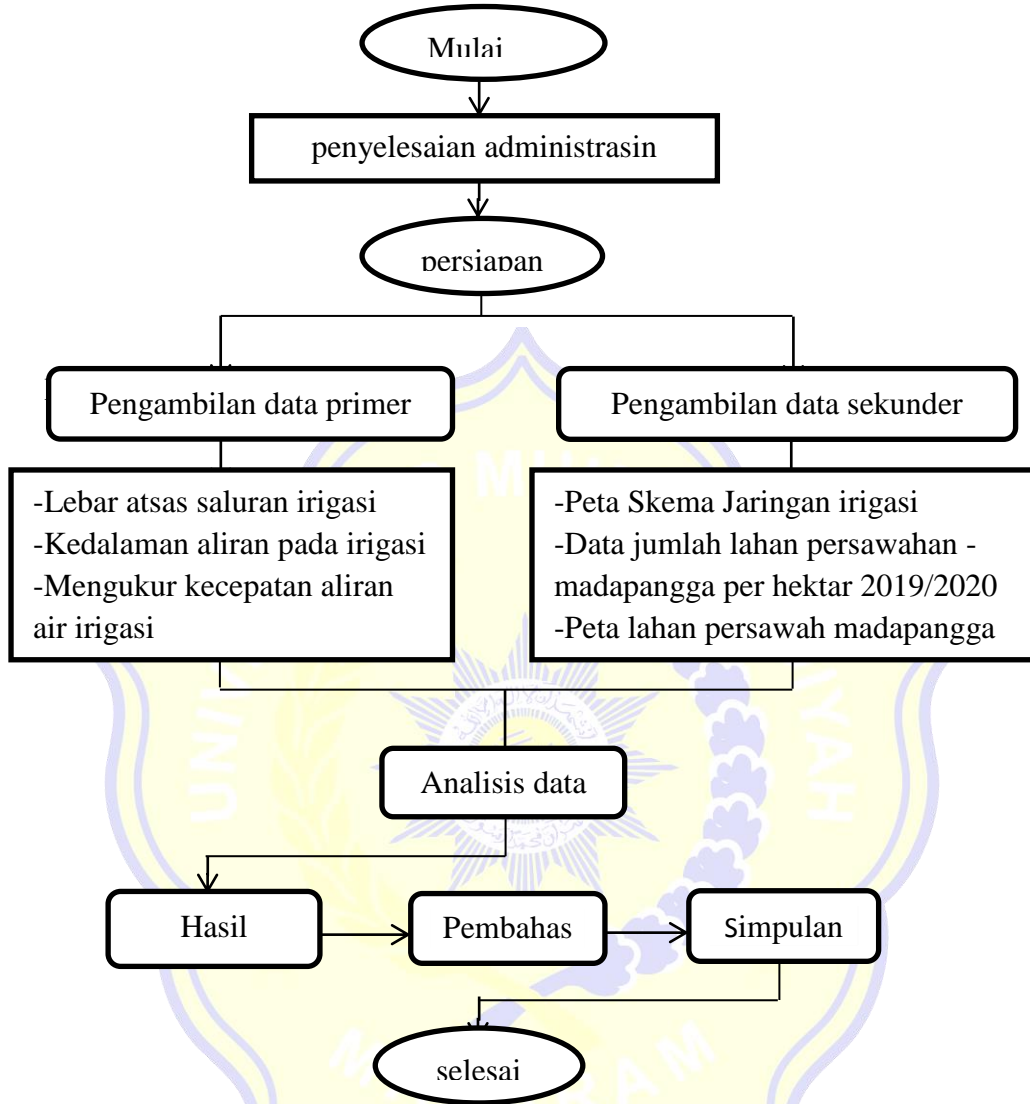 Mulai
penyelesaian administrasin
persiapan
Pengambilan data primer
Pengambilan data sekunder
-Lebar atsas saluran irigasi
-Kedalaman aliran pada irigasi
-Mengukur kecepatan aliran
air irigasi
-Peta Skema Jaringan irigasi
-Data jumlah lahan persawahan -
madapangga per hektar 2019/2020
-Peta lahan persawah madapangga
Analisis data
Hasil
Pembahas
Simpulan
selesai